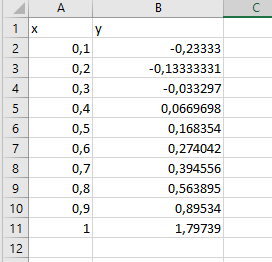 A B C
1 x y
2 0,1 -0,23333
3 0,2 -0,13333331
4 0,3 -0,033297
5 0,4 0,0669698
6 0,5 0,168354
7 0,6 0,274042
8 0,7 0,394556
9 0,8 0,563895
10 0,9 0,89534
11 1 1,79739
12